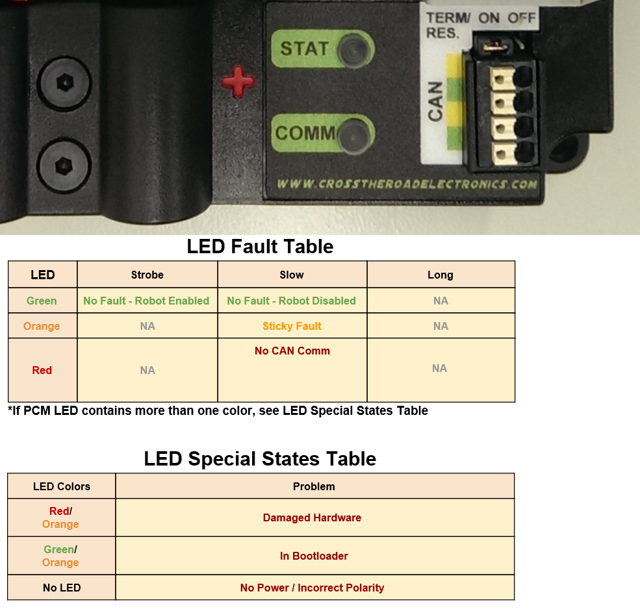 TERM/ ON OFF
RES.
STAT
CAN
COMM
WWW.CROSSTHEROADELECTRONICS.COM
LED Fault Table
LED Strobe Slow Long
Green No Fault - Robot Enabled No Fault - Robot Disabled NA
Orange NA Sticky Fault NA
Red NA No CAN Comm NA
*If PCM LED contains more than one color, see LED Special States Table
LED Special States Table
LED Colors Problem
Red/
Orange Damaged Hardware
Green/
Orange In Bootloader
No LED No Power / Incorrect Polarity